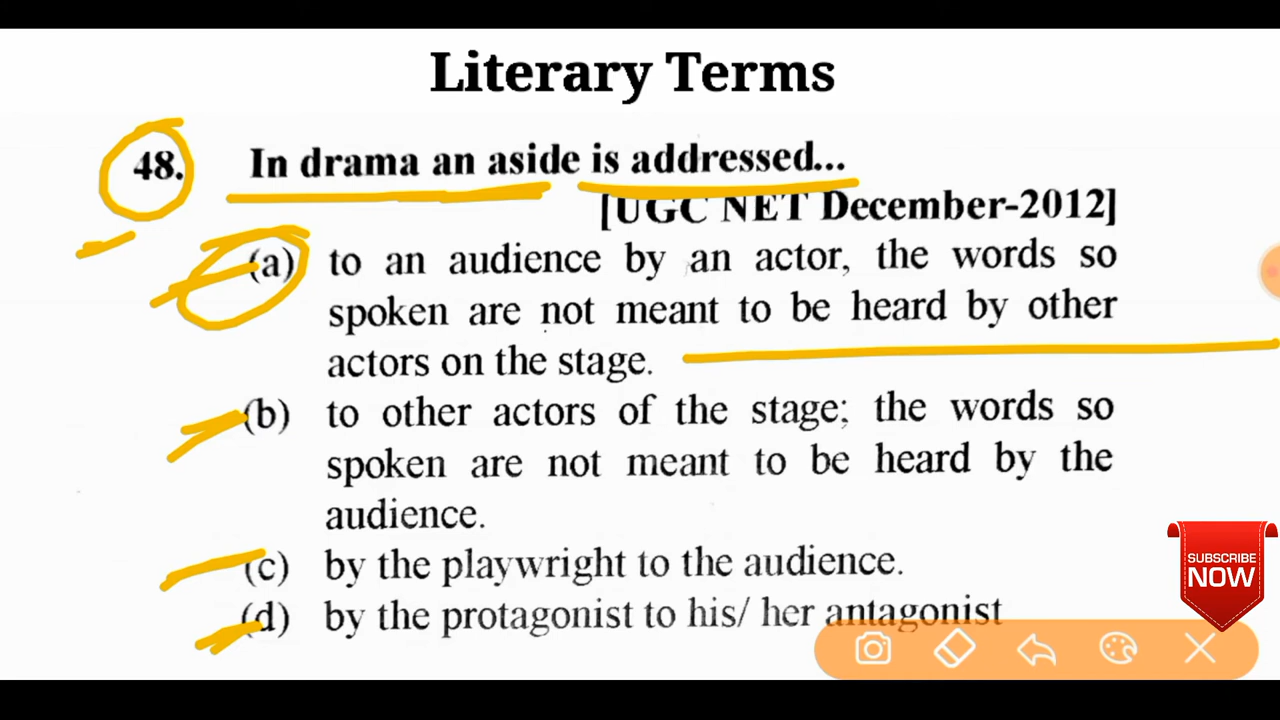 Literary Terms
48. In drama an aside is addressed...
[UGC NET December-2012]
(a) to an audience by an actor, the words so
spoken are not meant to be heard by other
actors on the stage.
(b) to other actors of the stage; the words so
spoken are not meant to be heard by the
audience.
(c) by the playwright to the audience.
(d) by the protagonist to his/ her antagonist
SUBSCRIBE
NOW